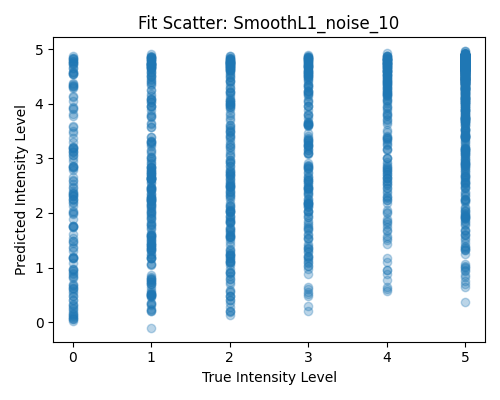 Fit Scatter: SmoothL1_noise_10
Predicted Intensity Level
5
4
3
2
1
0
0 1 2 3 4 5
True Intensity Level